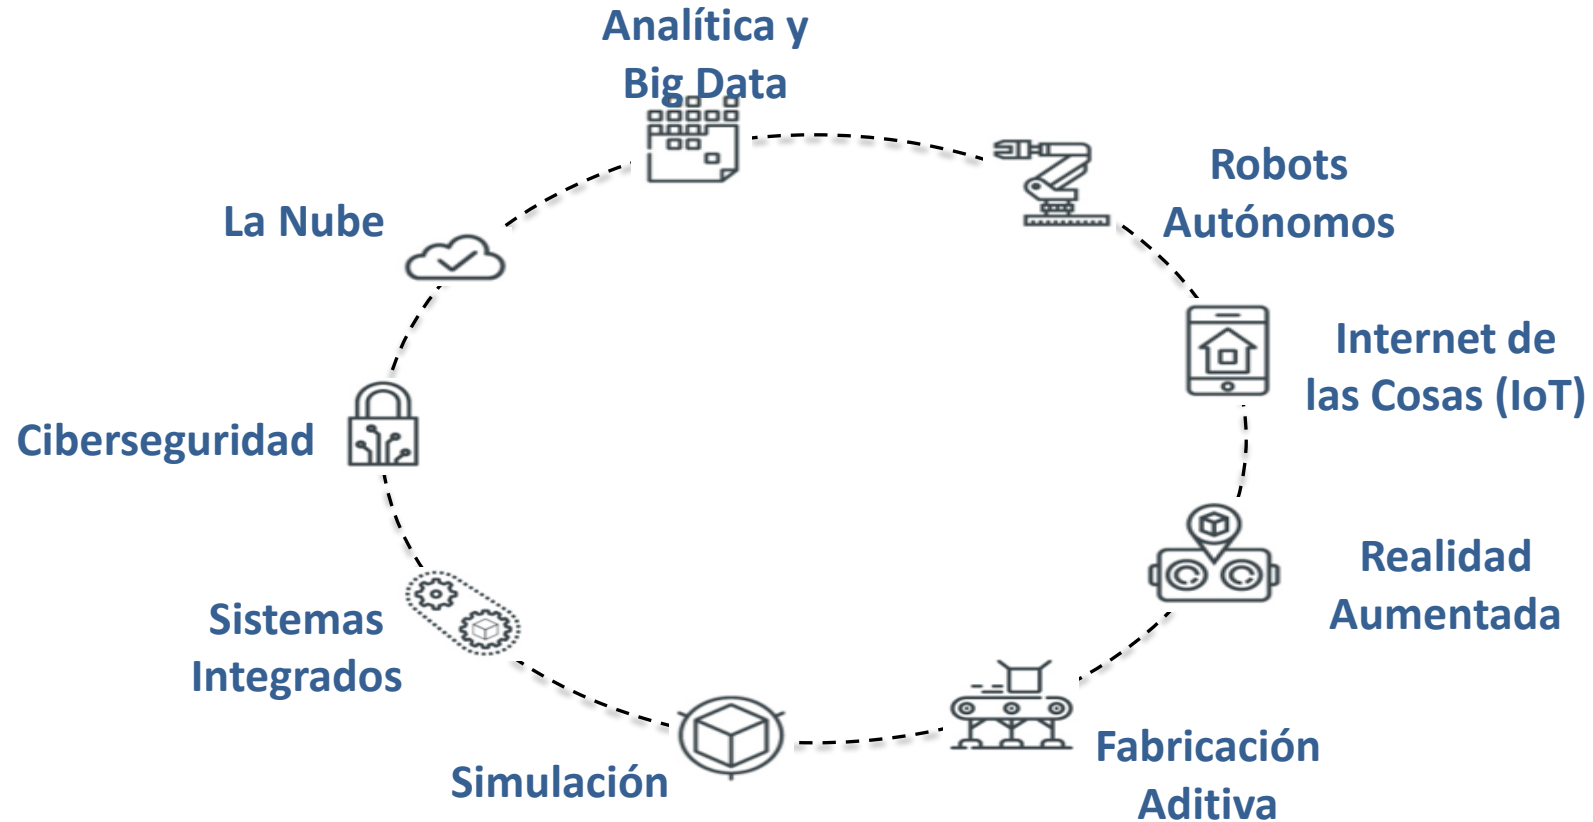 Analítica y
Big Data
Robots
Autónomos
La Nube
Internet de
las Cosas (IoT)
Ciberseguridad
Realidad
Aumentada
Sistemas
Integrados
Fabricación
Aditiva
Simulación